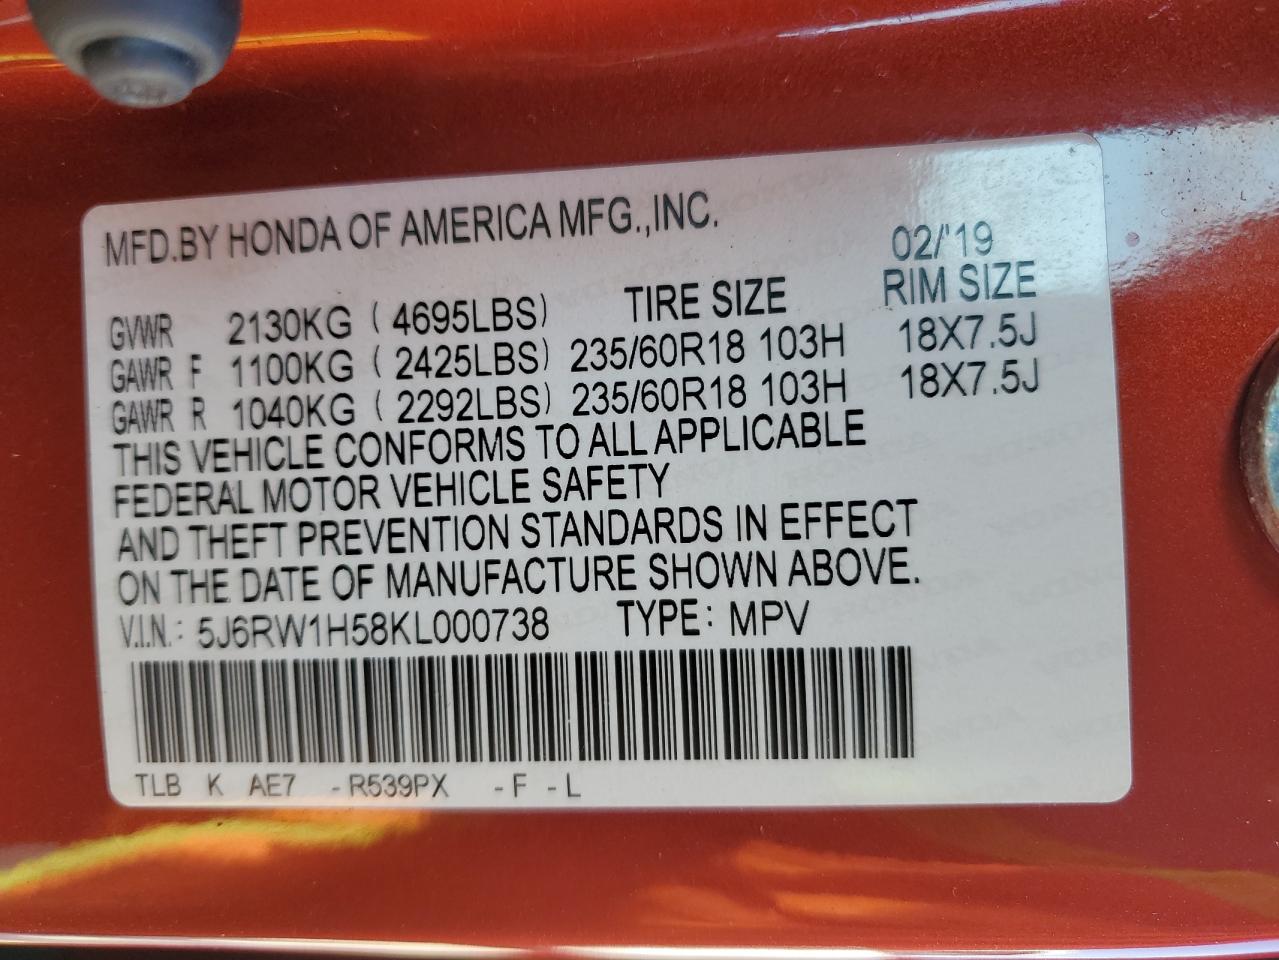 MFD.BY HONDA OF AMERICA MFG.,INC. 02/'19
GVWR 2130KG ( 4695LBS) TIRE SIZE RIM SIZE
GAWR F 1100KG ( 2425LBS) 235/60R18 103H 18X7.5J
GAWR R 1040KG ( 2292LBS) 235/60R18 103H 18X7.5J
THIS VEHICLE CONFORMS TO ALL APPLICABLE
FEDERAL MOTOR VEHICLE SAFETY
AND THEFT PREVENTION STANDARDS IN EFFECT
ON THE DATE OF MANUFACTURE SHOWN ABOVE.
V.I.N.: 5J6RW1H58KL000738 TYPE: MPV
TLB K AE7 -R539PX -F -L